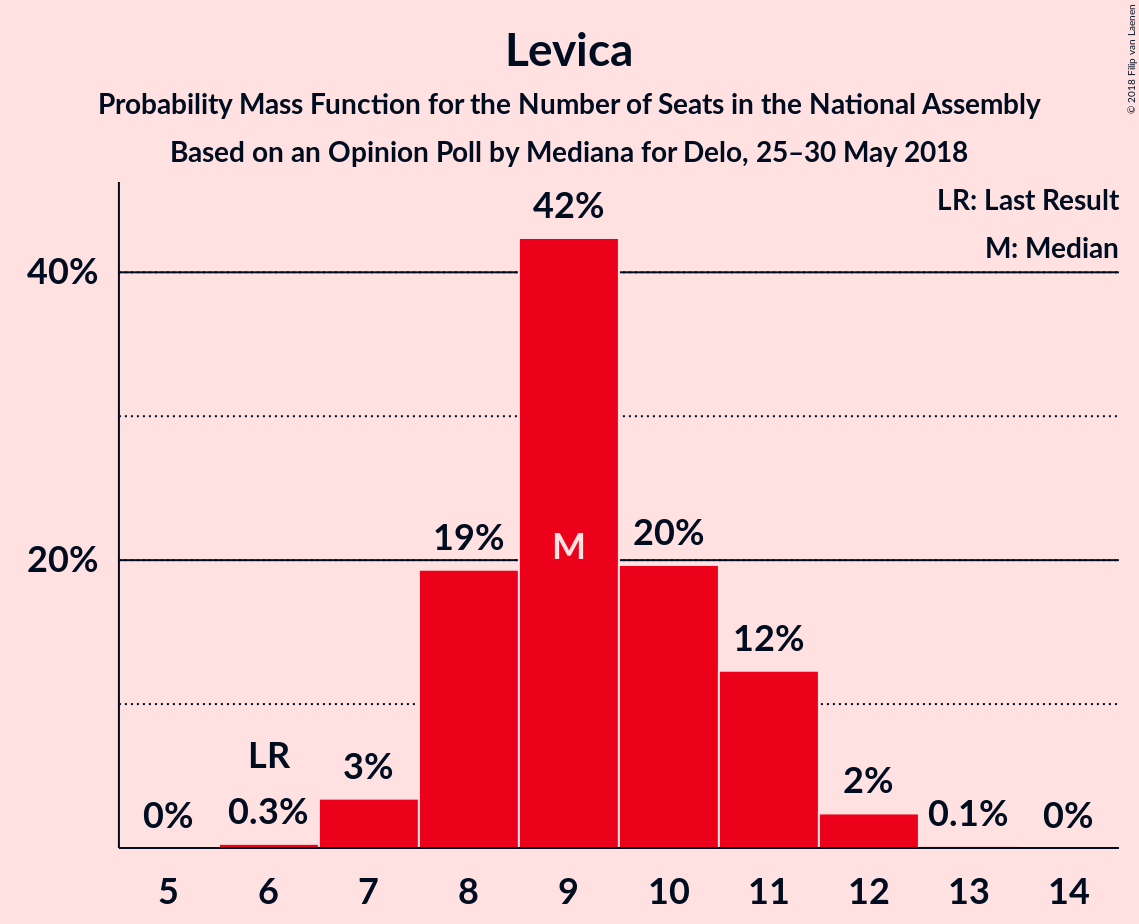 Levica
Probability Mass Function for the Number of Seats in the National Assembly
Based on an Opinion Poll by Mediana for Delo, 25–30 May 2018
© 2018 Filip van Laenen
LR: Last Result
M: Median
42%
40%
19%
M
20%
20%
12%
LR
3%
2%
0%
0.3%
0.1%
0%
5 6 7 8 9 10 11 12 13 14